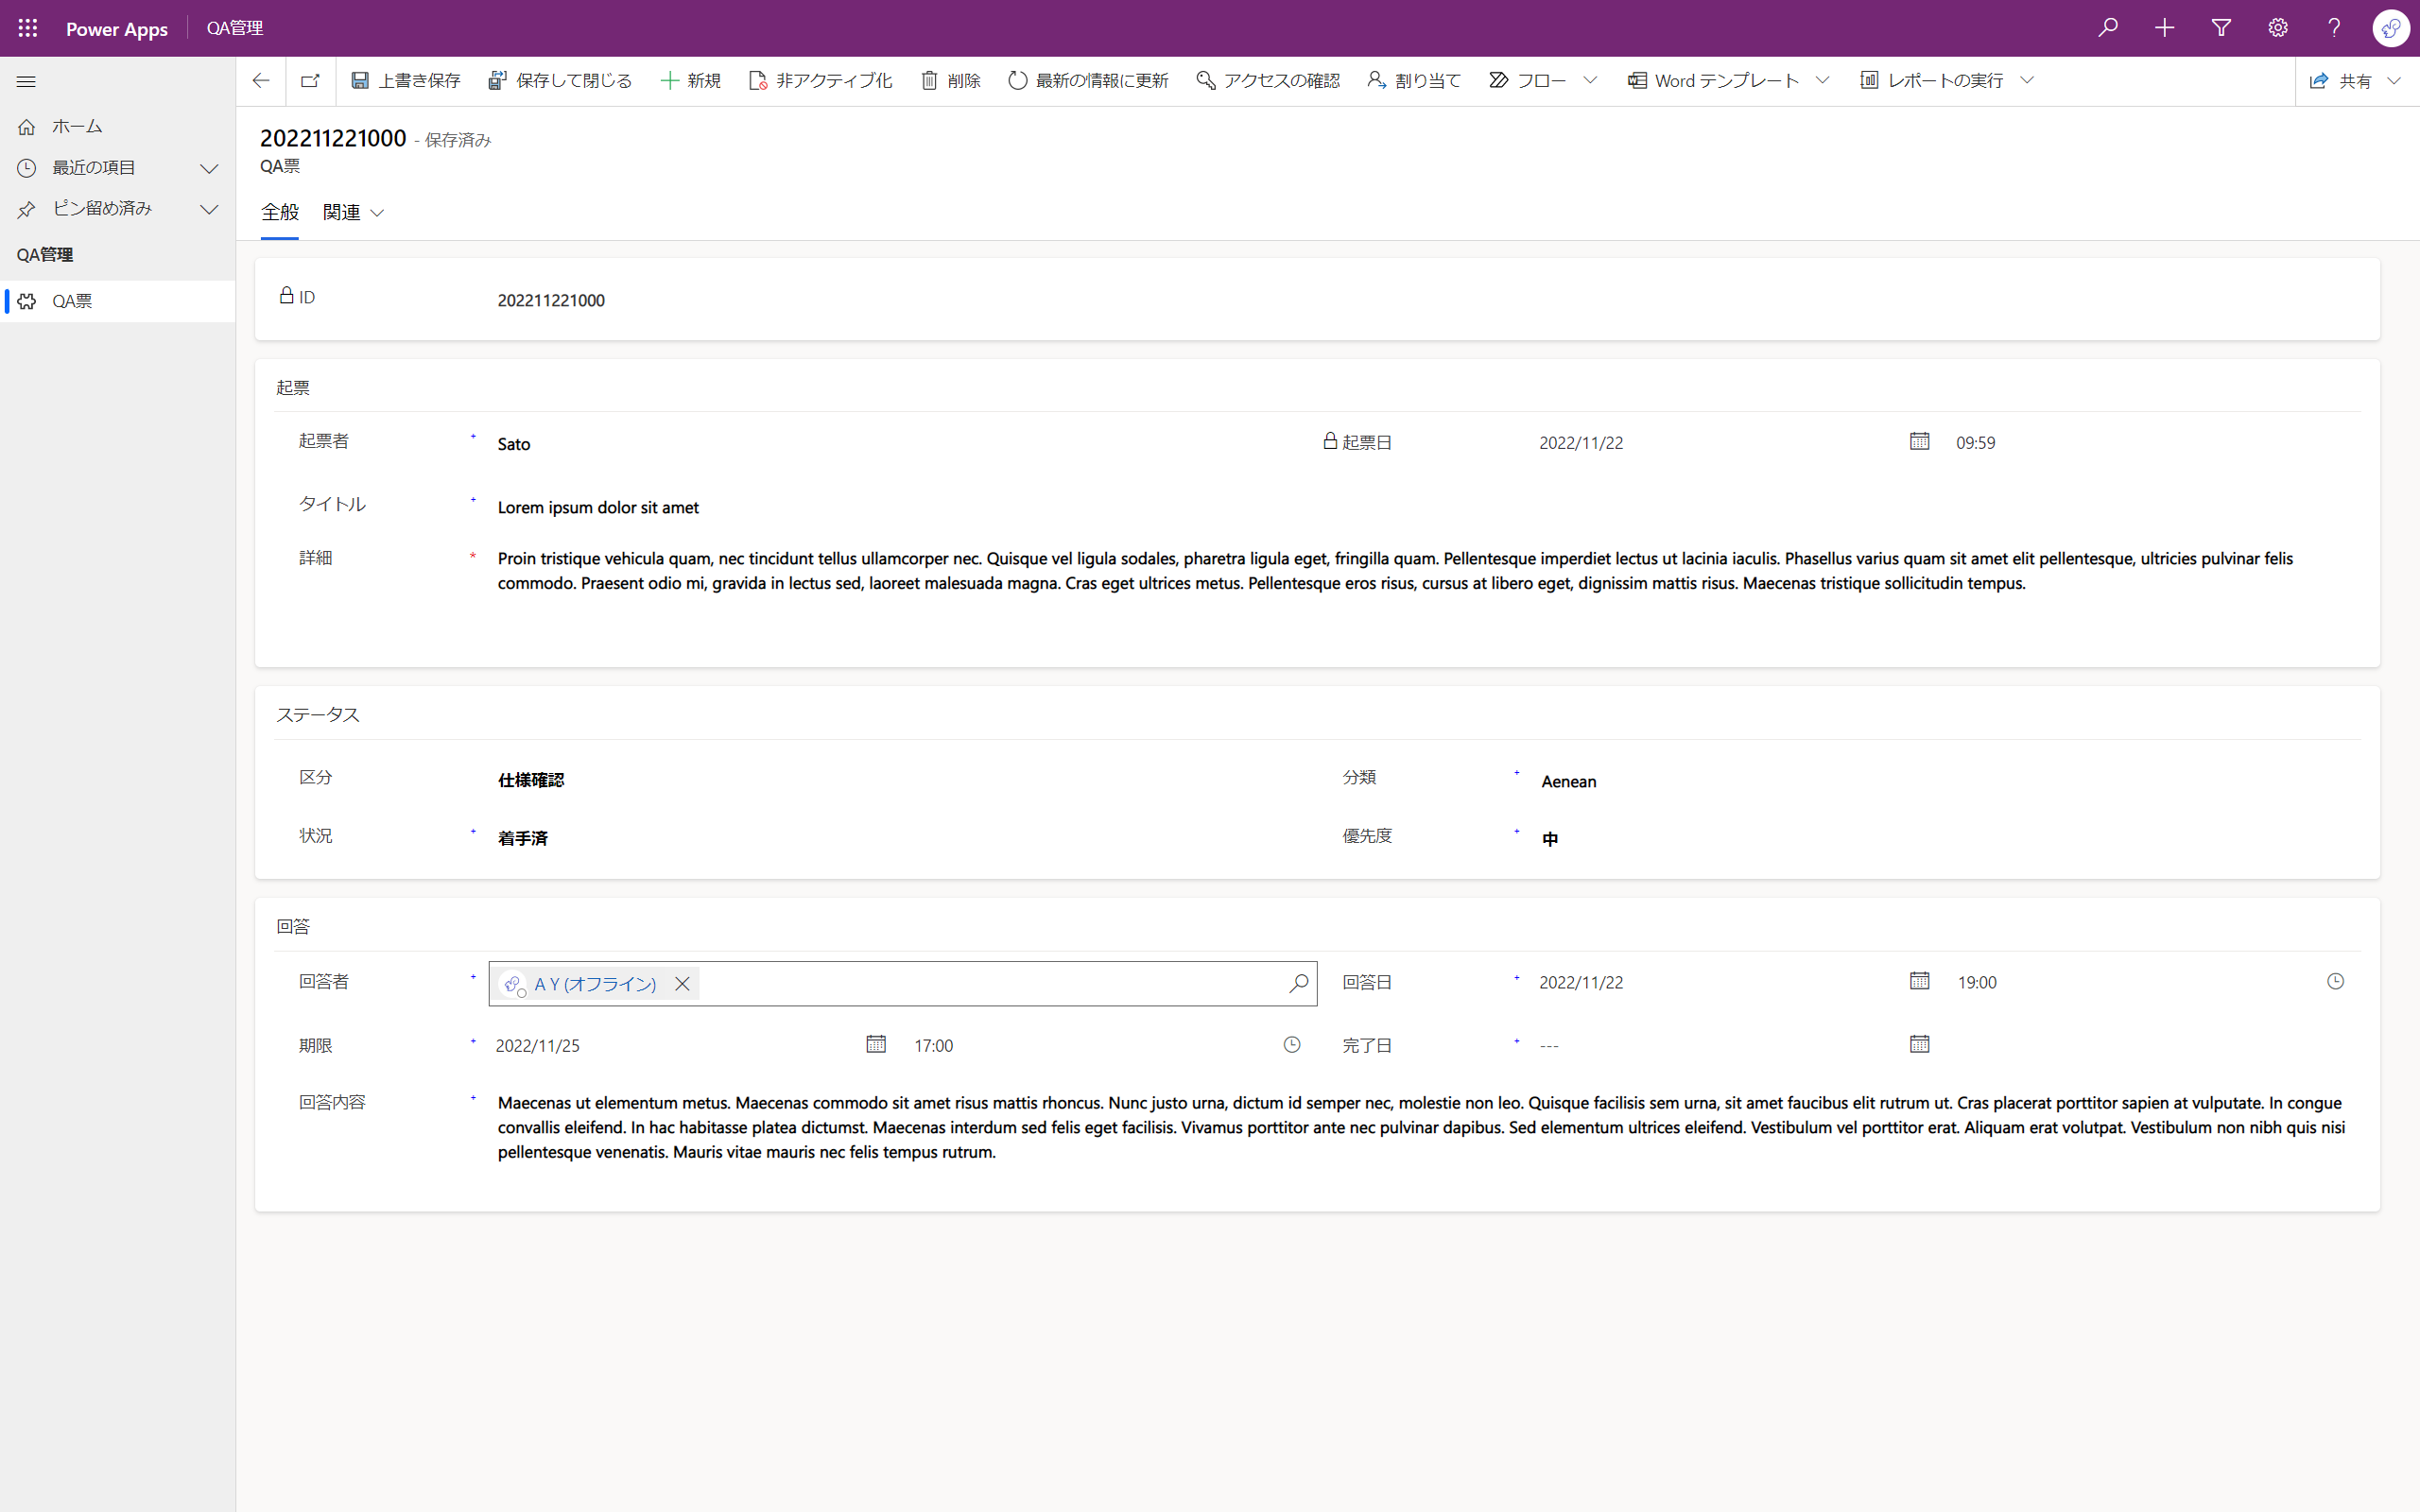 Power Apps QA管理
上書き保存 保存して閉じる 新規 非アクティブ化 削除 最新の情報に更新 アクセスの確認 割り当て フロー Word テンプレート レポートの実行 共有
ホーム
最近の項目
ピン留め済み
QA管理
QA票
202211221000 - 保存済み
QA票
全般 関連
ID 202211221000
起票
起票者 + Sato 起票日 2022/11/22 09:59
タイトル + Lorem ipsum dolor sit amet
詳細 * Proin tristique vehicula quam, nec tincidunt tellus ullamcorper nec. Quisque vel ligula sodales, pharetra ligula eget, fringilla quam. Pellentesque imperdiet lectus ut lacinia iaculis. Phasellus varius quam sit amet elit pellentesque, ultricies pulvinar felis
commodo. Praesent odio mi, gravida in lectus sed, laoreet malesuada magna. Cras eget ultrices metus. Pellentesque eros risus, cursus at libero eget, dignissim mattis risus. Maecenas tristique sollicitudin tempus.
ステータス
区分 仕様確認 分類 + Aenean
状況 + 着手済 優先度 + 中
回答
回答者 + A Y (オフライン) 回答日 + 2022/11/22 19:00
期限 + 2022/11/25 17:00 完了日 + ---
回答内容 + Maecenas ut elementum metus. Maecenas commodo sit amet risus mattis rhoncus. Nunc justo urna, dictum id semper nec, molestie non leo. Quisque facilisis sem urna, sit amet faucibus elit rutrum ut. Cras placerat porttitor sapien at vulputate. In congue
convallis eleifend. In hac habitasse platea dictumst. Maecenas interdum sed felis eget facilisis. Vivamus porttitor ante nec pulvinar dapibus. Sed elementum ultrices eleifend. Vestibulum vel porttitor erat. Aliquam erat volutpat. Vestibulum non nibh quis nisi
pellentesque venenatis. Mauris vitae mauris nec felis tempus rutrum.